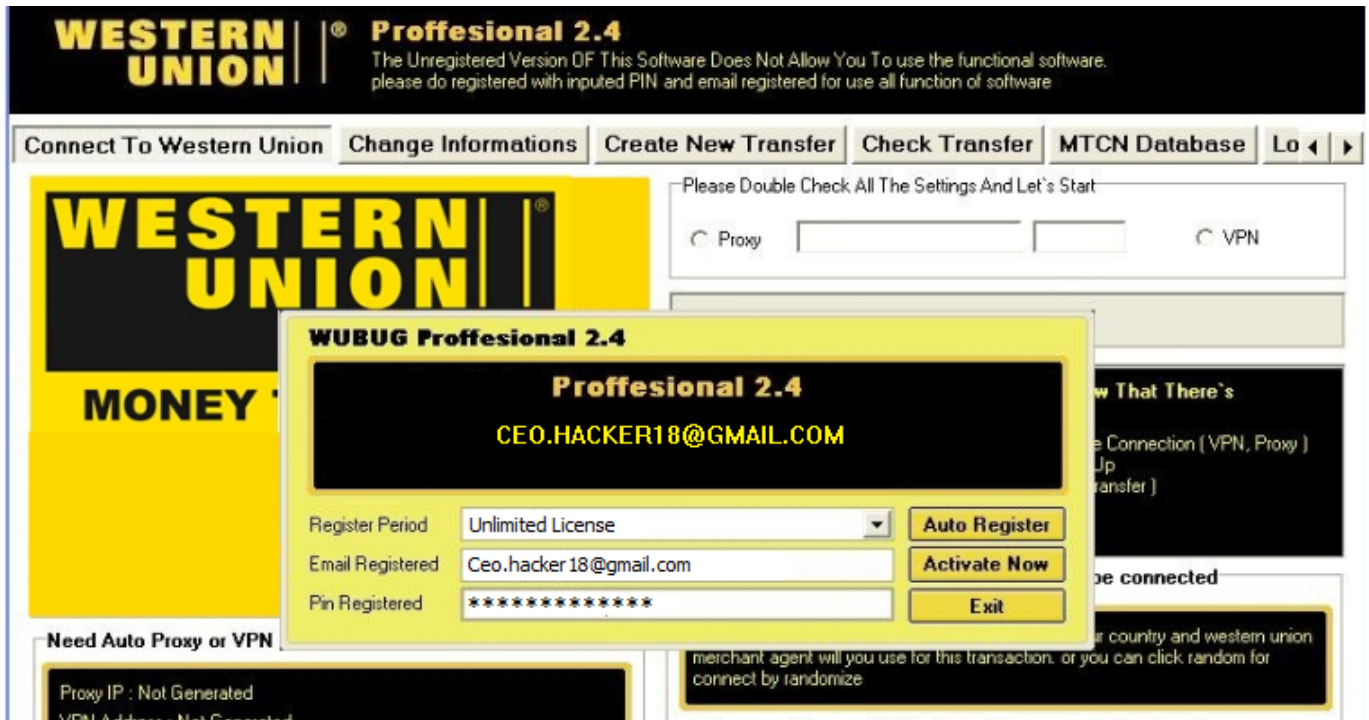 WESTERN
UNION ®
Proffesional 2.4
The Unregistered Version OF This Software Does Not Allow You To use the functional software.
please do registered with inputed PIN and email registered for use all function of software
Connect To Western Union Change Informations Create New Transfer Check Transfer MTCN Database Lo
WESTERN
UNION ®
MONEY
Please Double Check All The Settings And Let`s Start
Proxy VPN
WUBUG Proffesional 2.4
Proffesional 2.4
CEO.HACKER18@GMAIL.COM
Register Period Unlimited License Auto Register
Email Registered Ceo.hacker18@gmail.com Activate Now
Pin Registered ************* Exit
w That There`s
e Connection ( VPN, Proxy )
Up
ransfer )
be connected
ur country and western union
merchant agent will you use for this transaction. or you can click random for
connect by randomize
Need Auto Proxy or VPN
Proxy IP : Not Generated
VPN Address : Not Generated